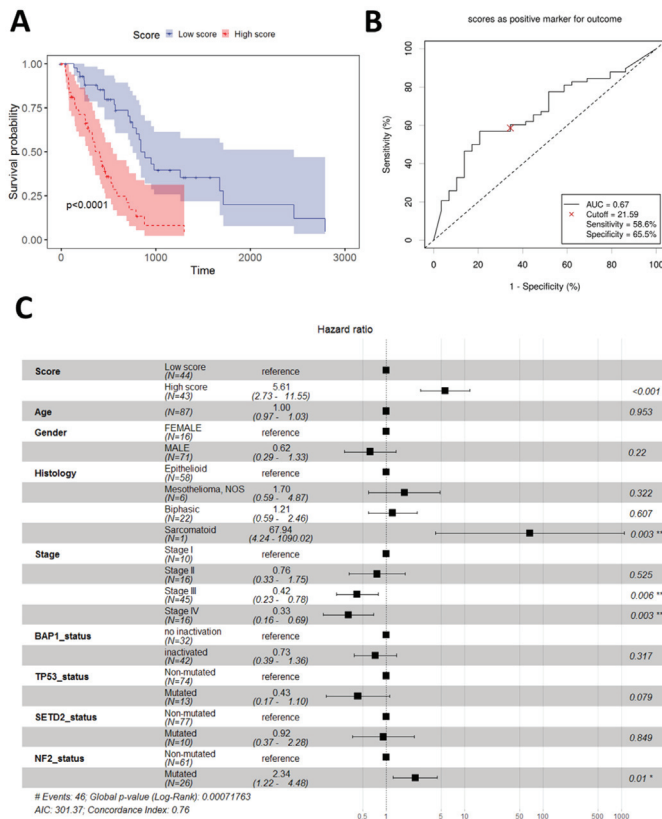 A
Score Low score High score
1.00
0.75
0.50
0.25
0.00
Survival probability
p<0.0001
0 1000 2000 3000
Time
B
scores as positive marker for outcome
100
80
60
40
20
0
Sensitivity (%)
AUC = 0.67
Cutoff = 21.59
Sensitivity = 58.6%
Specificity = 65.5%
0 20 40 60 80 100
1 - Specificity (%)
C
Hazard ratio
Score Low score (N=44) reference
High score (N=43) 5.61 (2.73 - 11.55) <0.001
Age (N=87) 1.00 (0.97 - 1.03) 0.953
Gender FEMALE (N=16) reference
MALE (N=71) 0.62 (0.29 - 1.33) 0.22
Histology Epithelioid (N=58) reference
Mesothelioma, NOS (N=6) 1.70 (0.59 - 4.87) 0.322
Biphasic (N=22) 1.21 (0.59 - 2.46) 0.607
Sarcomatoid (N=1) 67.94 (4.24 - 1090.02) 0.003 **
Stage Stage I (N=10) reference
Stage II (N=16) 0.76 (0.33 - 1.75) 0.525
Stage III (N=45) 0.42 (0.23 - 0.78) 0.006 **
Stage IV (N=16) 0.33 (0.16 - 0.69) 0.003 **
BAP1_status no inactivation (N=32) reference
inactivated (N=42) 0.73 (0.39 - 1.36) 0.317
TP53_status Non-mutated (N=74) reference
Mutated (N=13) 0.43 (0.17 - 1.10) 0.079
SETD2_status Non-mutated (N=77) reference
Mutated (N=10) 0.92 (0.37 - 2.28) 0.849
NF2_status Non-mutated (N=61) reference
Mutated (N=26) 2.34 (1.22 - 4.48) 0.01 *
# Events: 46; Global p-value (Log-Rank): 0.00071763
AIC: 301.37; Concordance Index: 0.76
0.5 1 5 10 50 100 500 1000